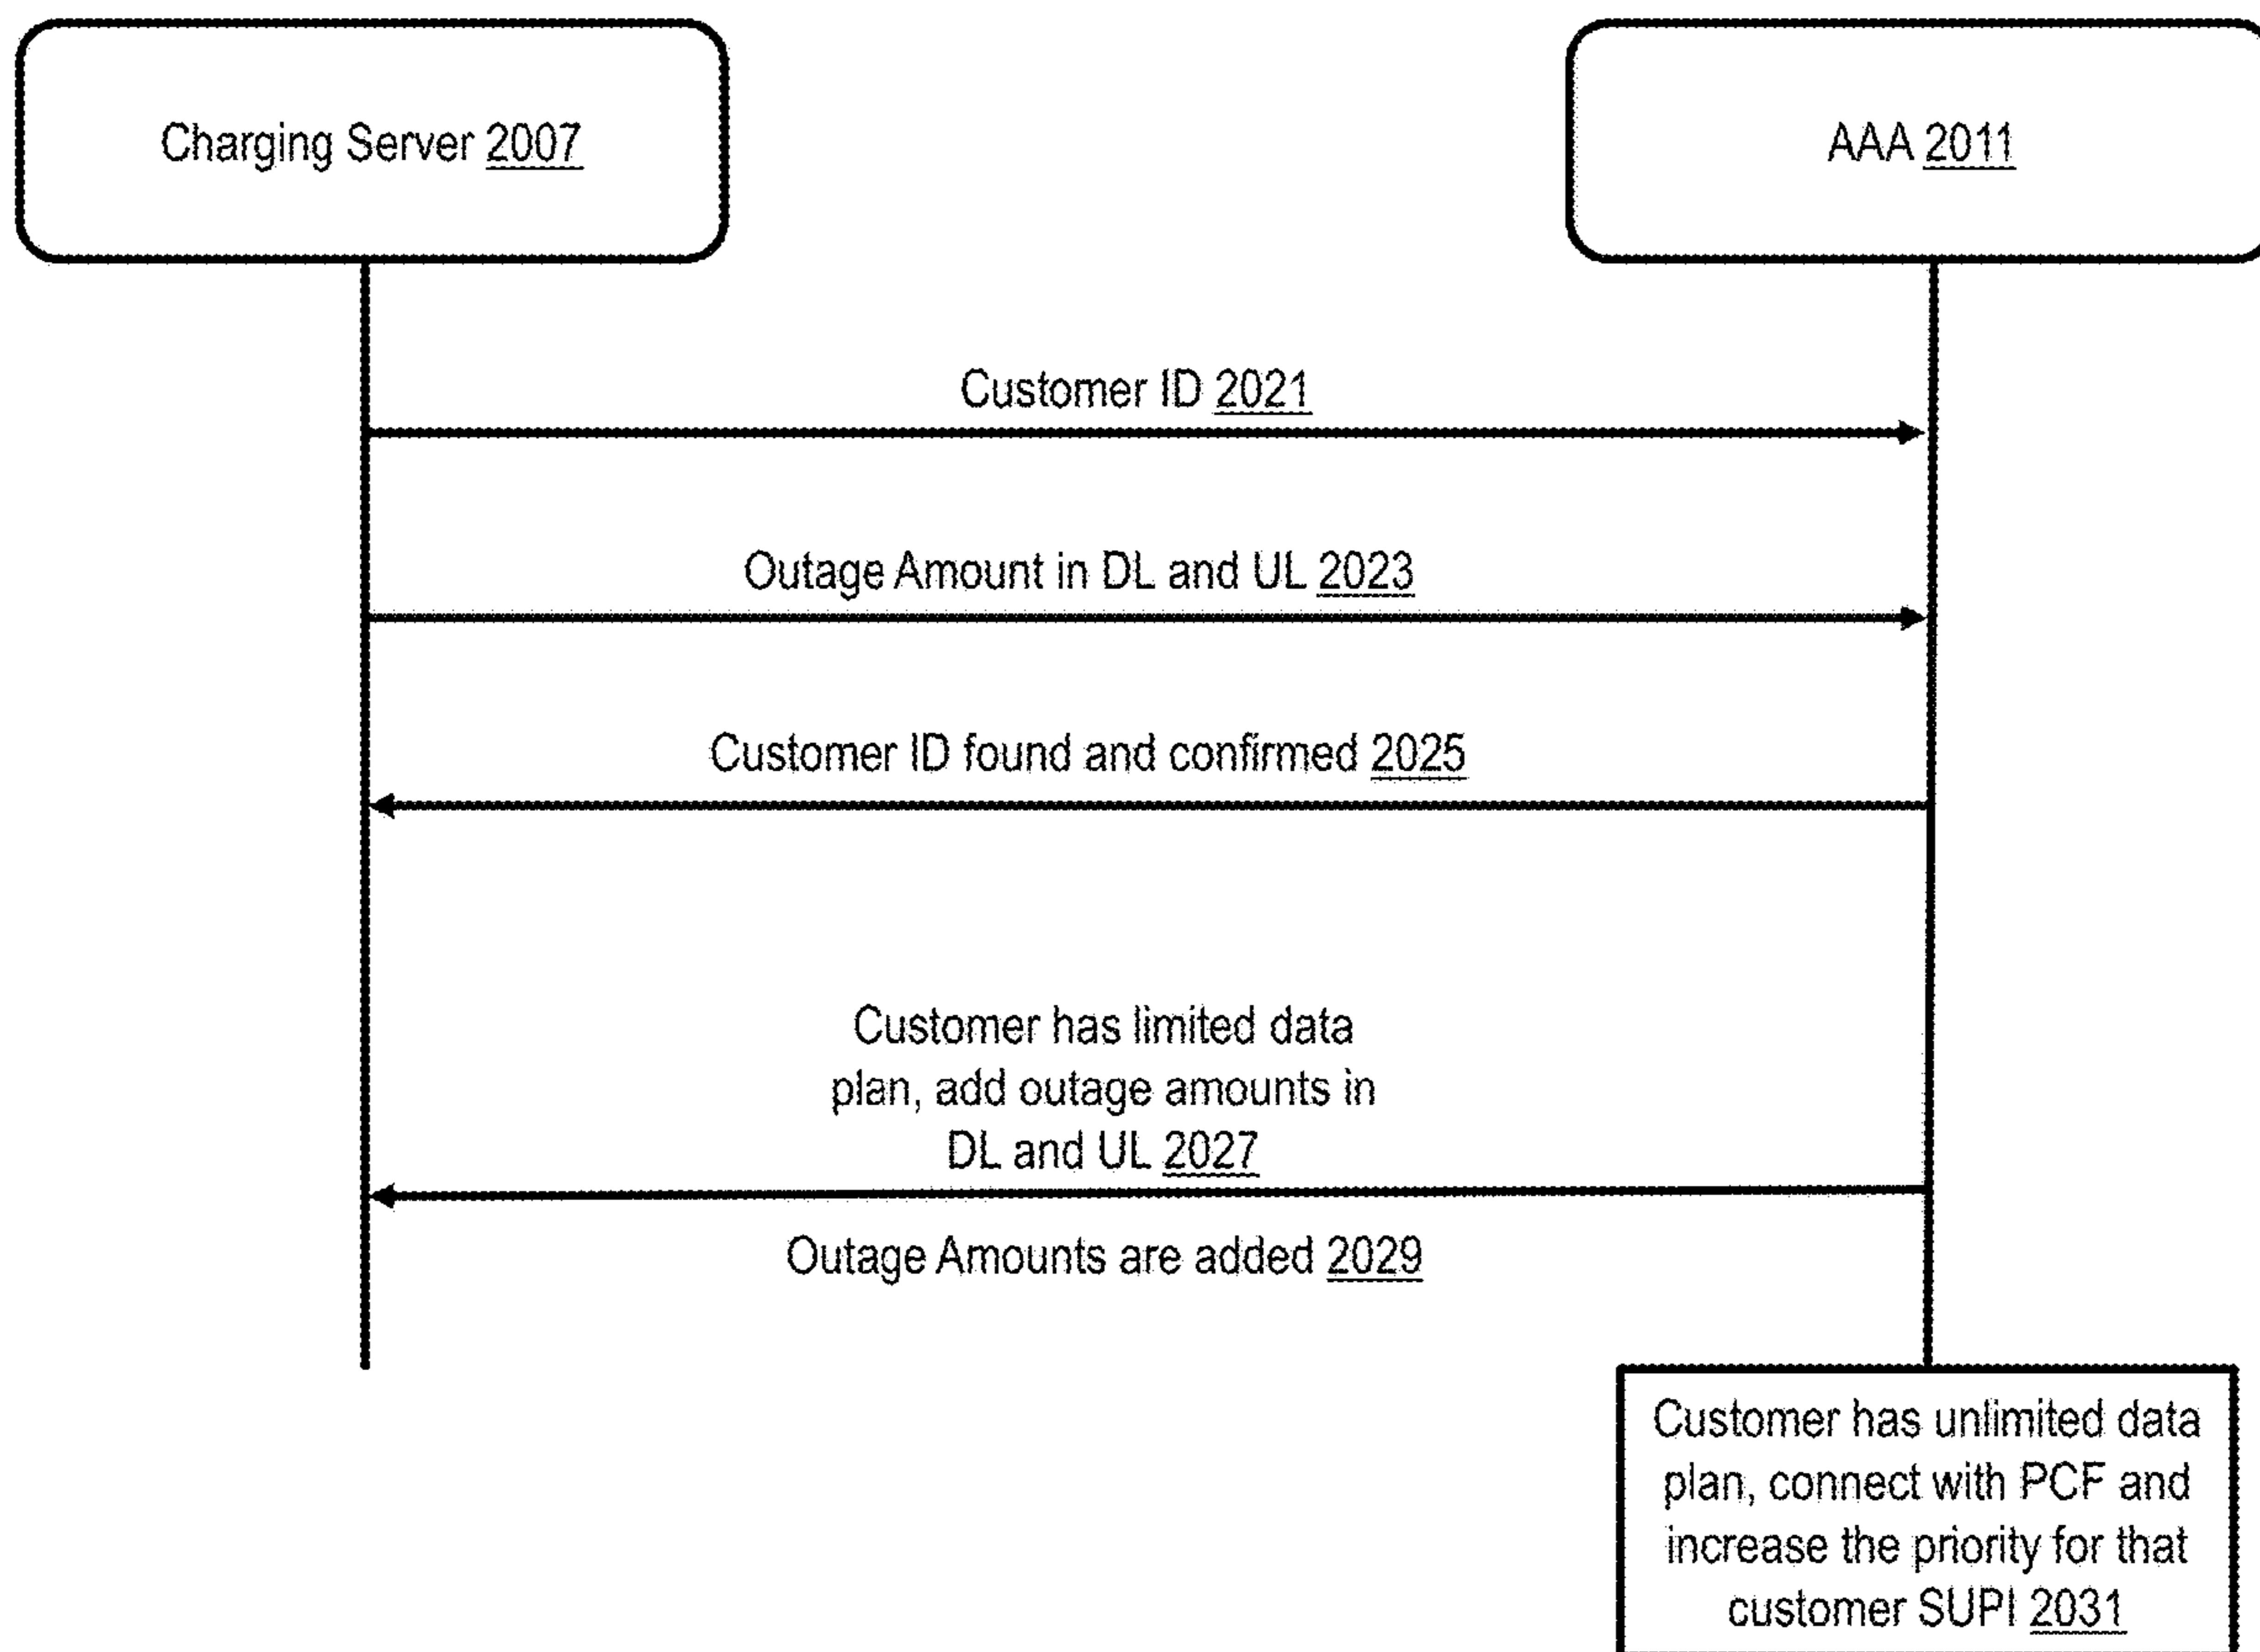 Charging Server 2007
AAA 2011
Customer ID 2021
Outage Amount in DL and UL 2023
Customer ID found and confirmed 2025
Customer has limited data
plan, add outage amounts in
DL and UL 2027
Outage Amounts are added 2029
Customer has unlimited data
plan, connect with PCF and
increase the priority for that
customer SUPI 2031